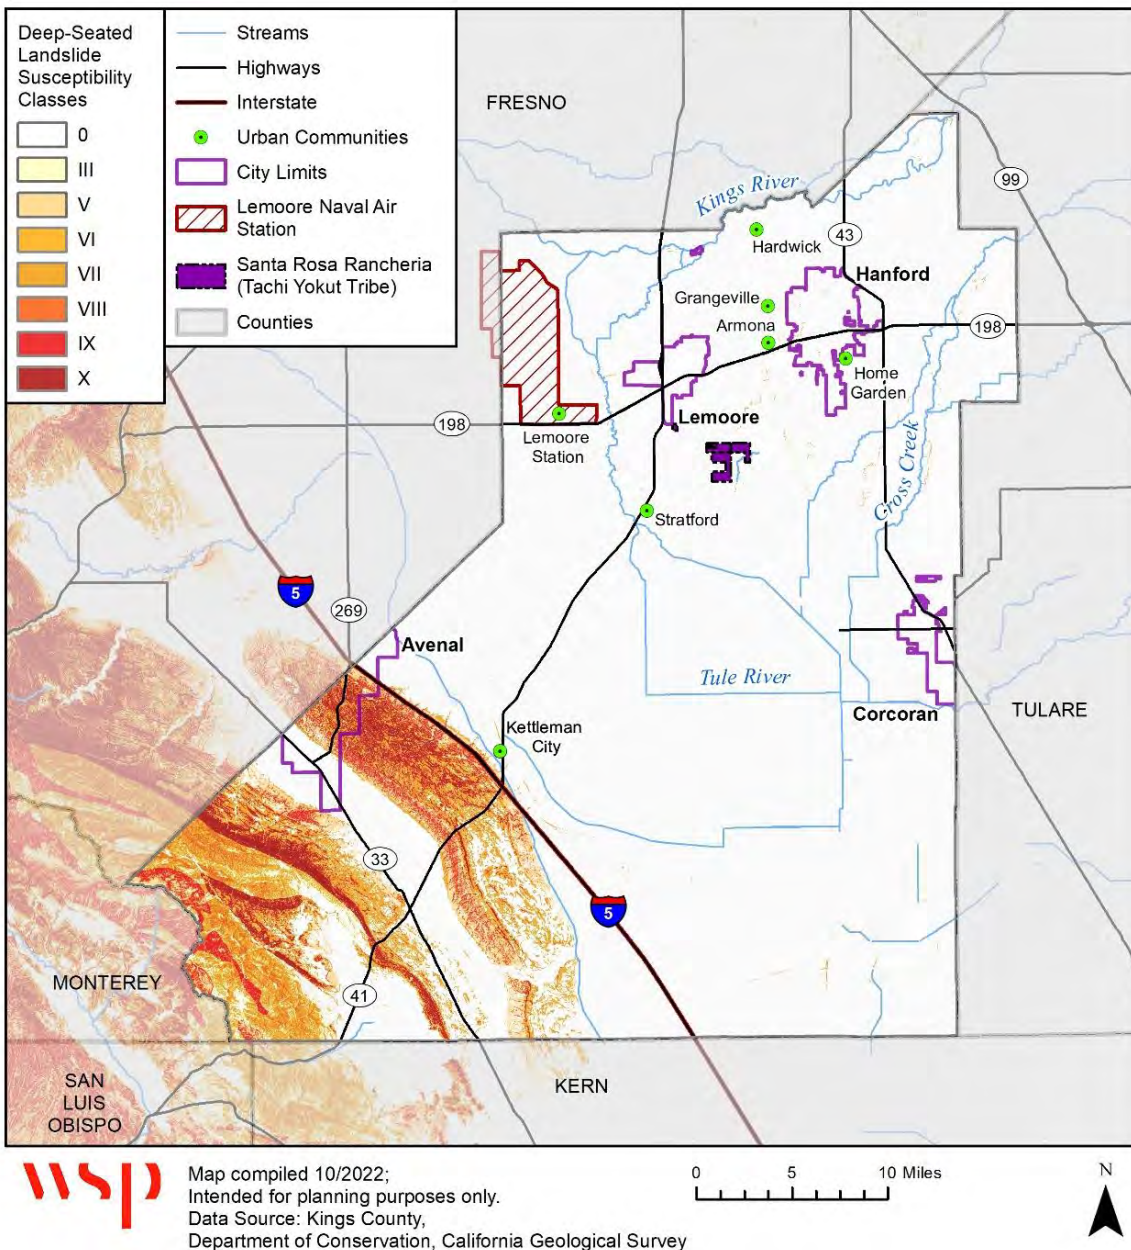 Deep-Seated
Landslide
Susceptibility
Classes
0
III
V
VI
VII
VIII
IX
X
Streams
Highways
Interstate
Urban Communities
City Limits
Lemoore Naval Air
Station
Santa Rosa Rancheria
(Tachi Yokut Tribe)
Counties
FRESNO
Kings River
99
43
Hardwick
Hanford
Grangeville
Armona
198
Home
Garden
Lemoore
198
Lemoore
Station
Cross Creek
Stratford
5
269
Avenal
Tule River
Corcoran
TULARE
Kettleman
City
33
5
MONTEREY
41
SAN
LUIS
OBISPO
KERN
wsp
Map compiled 10/2022;
Intended for planning purposes only.
Data Source: Kings County,
Department of Conservation, California Geological Survey
0 5 10 Miles
N